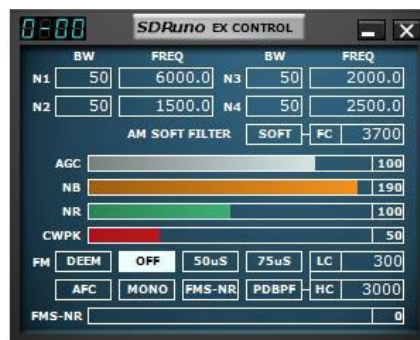 0-00 SDRuno EX CONTROL
BW FREQ BW FREQ
N1 50 6000.0 N3 50 2000.0
N2 50 1500.0 N4 50 2500.0
AM SOFT FILTER SOFT FC 3700
AGC 100
NB 190
NR 100
CWPK 50
FM DEEM OFF 50uS 75uS LC 300
AFC MONO FMS-NR PDBPF HC 3000
FMS-NR 0